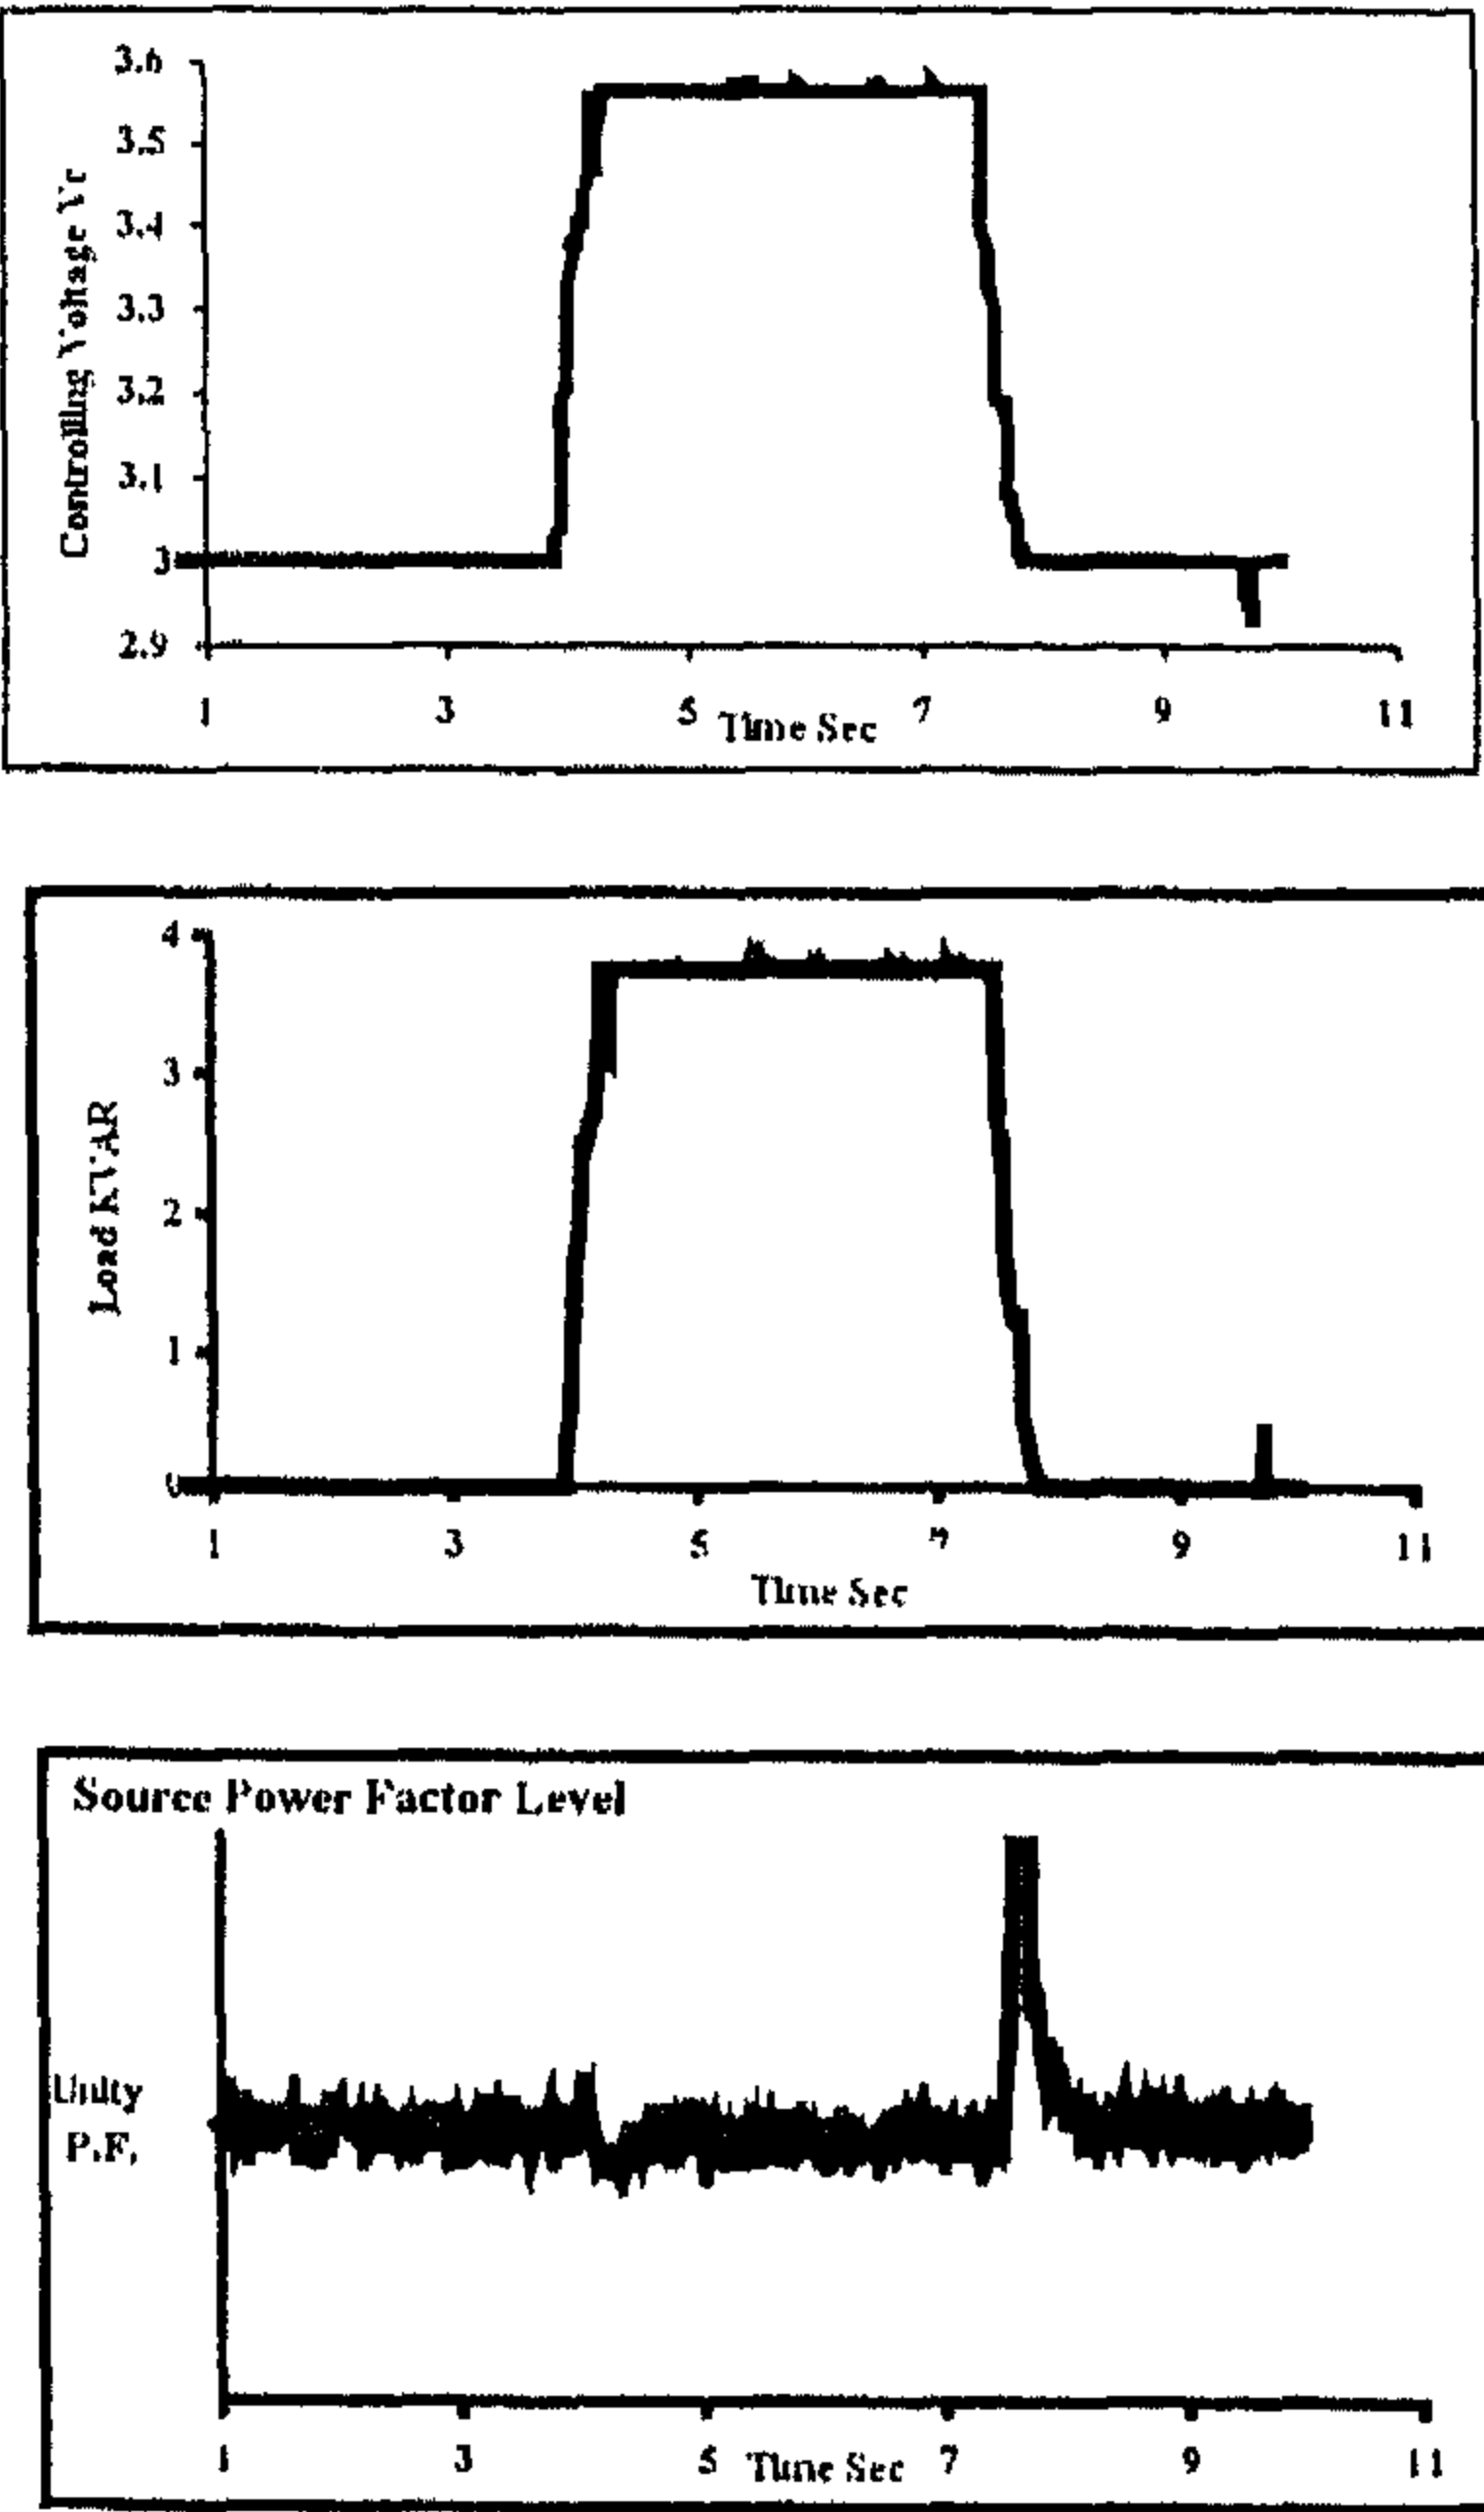 3.6
3.5
3.4
3.3
3.2
3.1
3
2.9
Controlling Voltage Vc
1 3 5 7 9 11
Time Sec
4
3
2
1
0
Load KVAR
1 3 5 7 9 11
Time Sec
Source Power Factor Level
Unity
P.F.
1 3 5 7 9 11
Time Sec